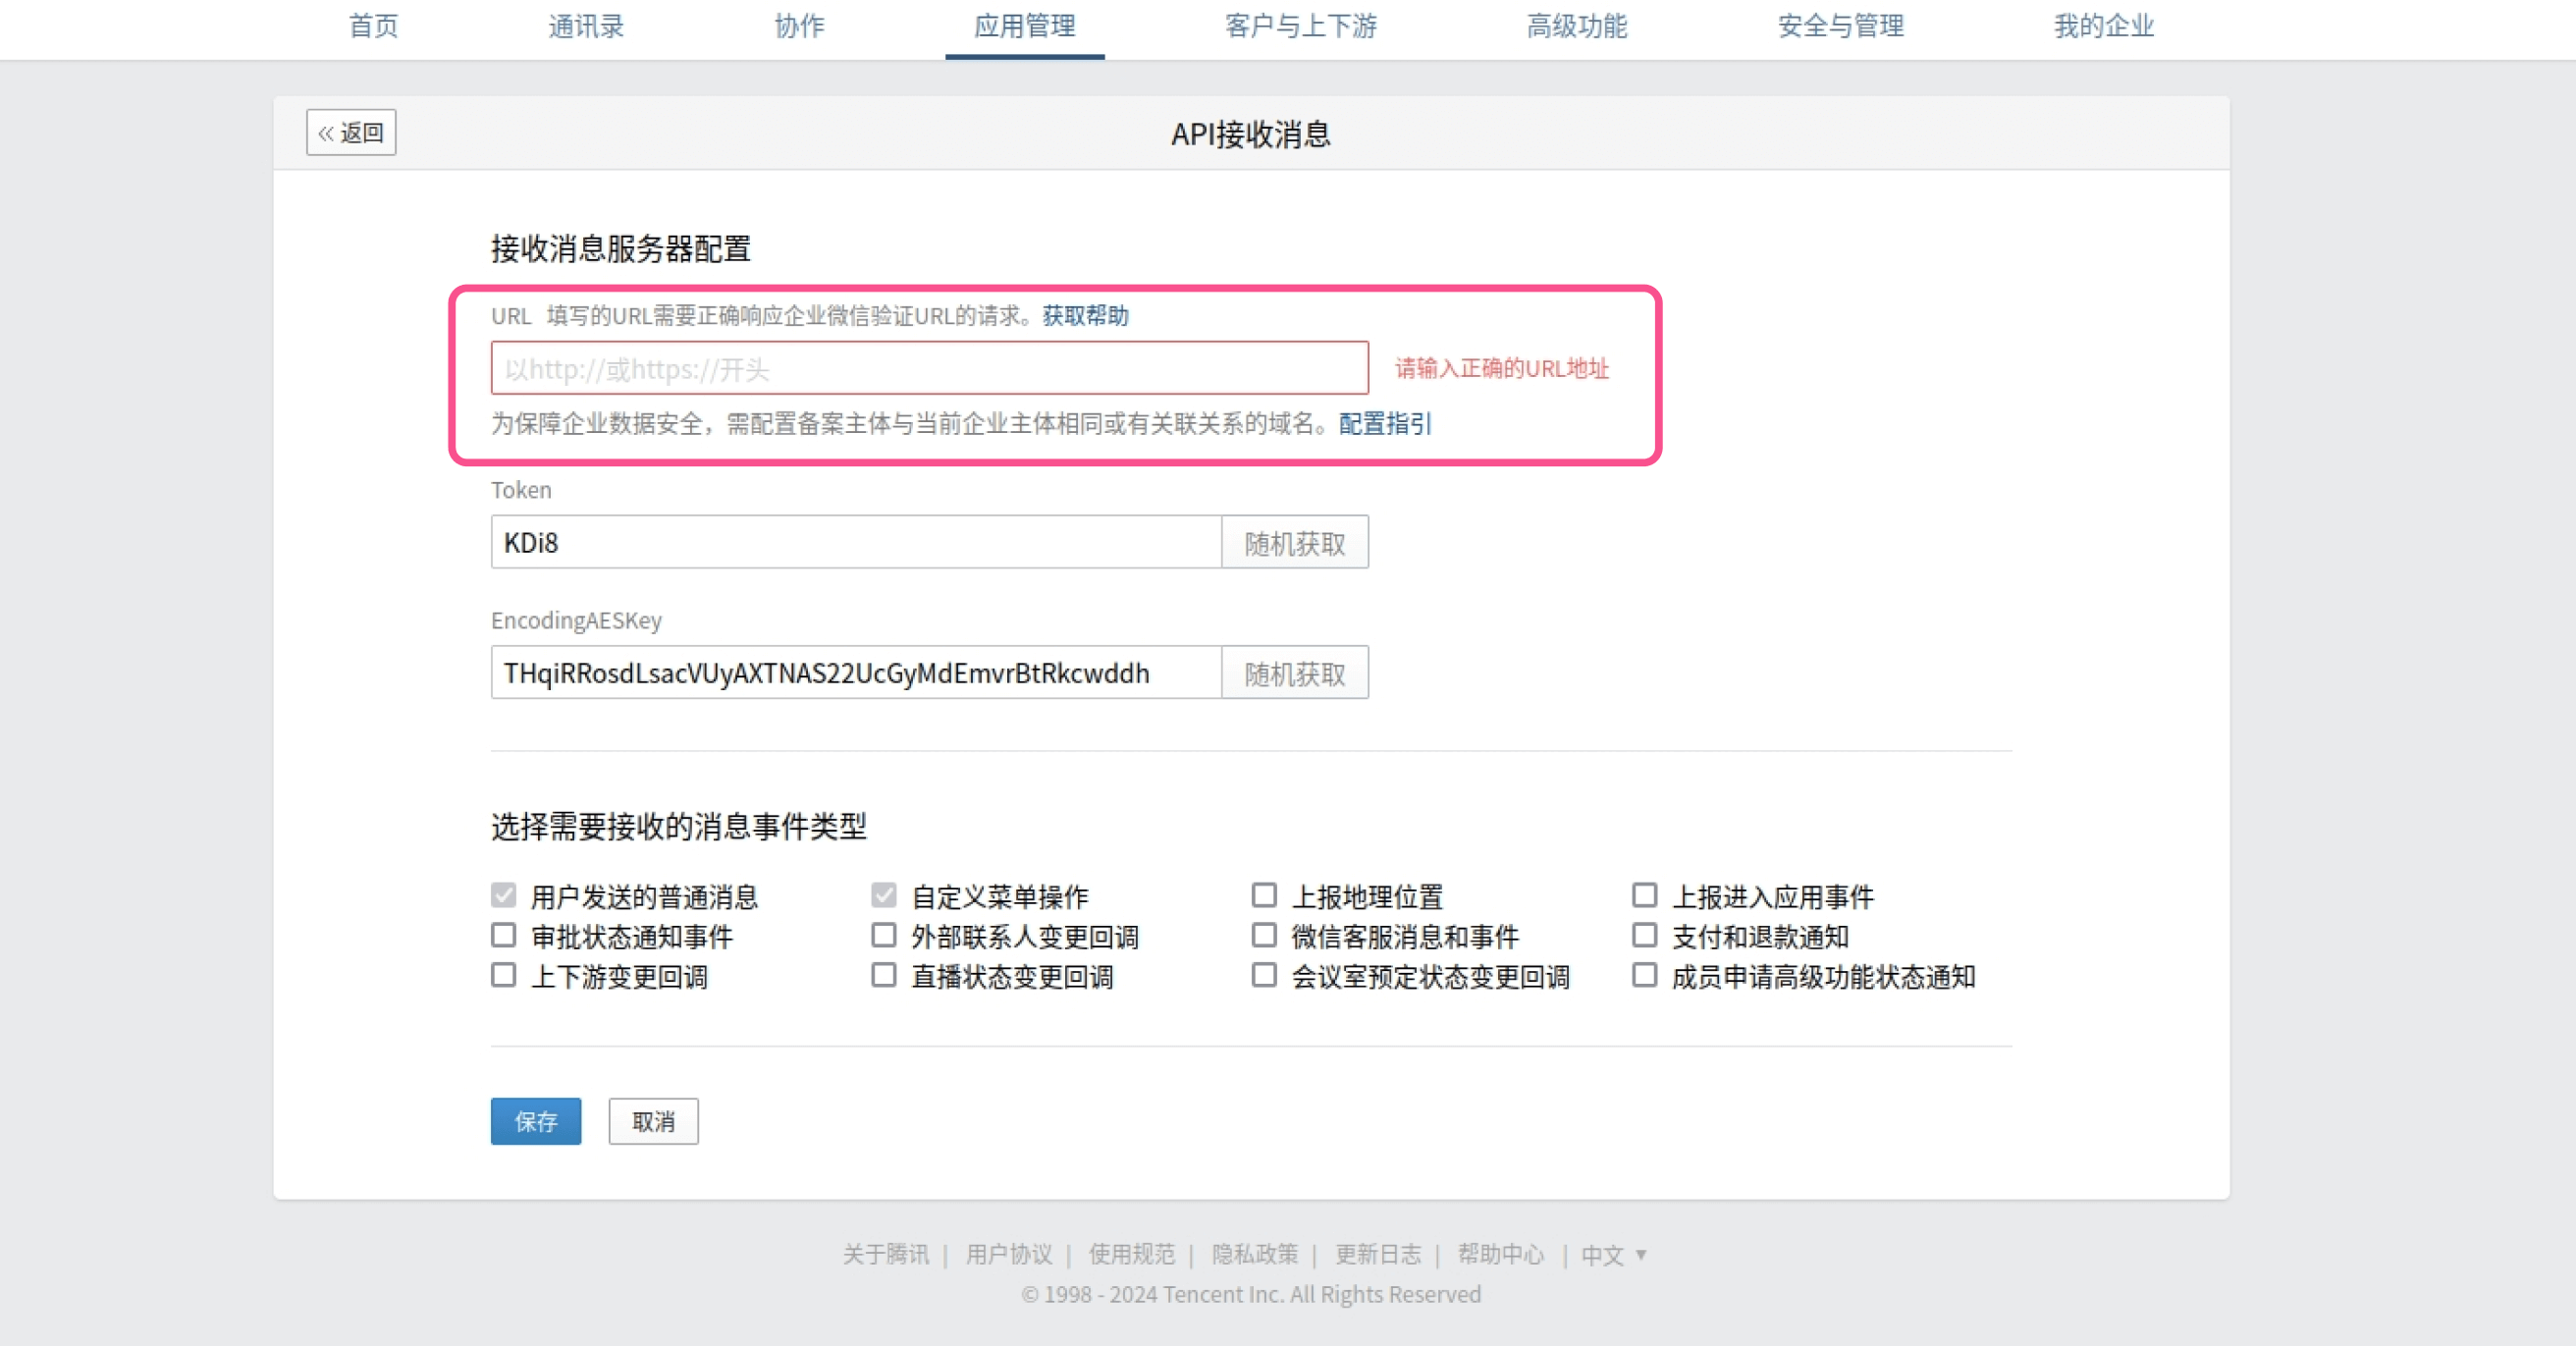 首页 通讯录 协作 应用管理 客户与上下游 高级功能 安全与管理 我的企业
« 返回 API接收消息
接收消息服务器配置
URL 填写的URL需要正确响应企业微信验证URL的请求。获取帮助
以http://或https://开头 请输入正确的URL地址
为保障企业数据安全，需配置备案主体与当前企业主体相同或有关联关系的域名。配置指引
Token
KDi8 随机获取
EncodingAESKey
THqiRRosdLsacVUyAXTNAS22UcGyMdEmvrBtRkcwddh 随机获取
选择需要接收的消息事件类型
用户发送的普通消息 自定义菜单操作 上报地理位置 上报进入应用事件
审批状态通知事件 外部联系人变更回调 微信客服消息和事件 支付和退款通知
上下游变更回调 直播状态变更回调 会议室预定状态变更回调 成员申请高级功能状态通知
保存 取消
关于腾讯 | 用户协议 | 使用规范 | 隐私政策 | 更新日志 | 帮助中心 | 中文 ▼
© 1998 - 2024 Tencent Inc. All Rights Reserved